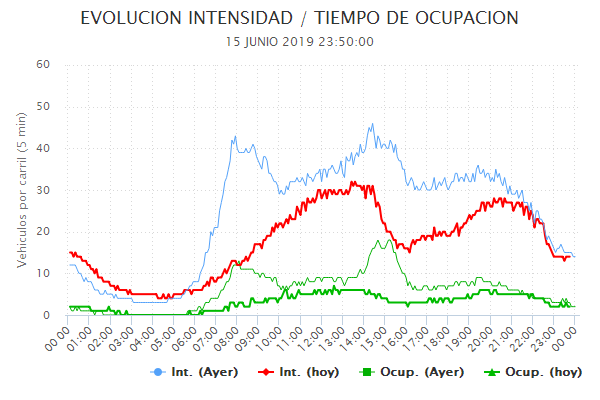 EVOLUCION INTENSIDAD / TIEMPO DE OCUPACION
15 JUNIO 2019 23:50:00
Vehículos por carril (5 min)
60
50
40
30
20
10
0
00:00 01:00 02:00 03:00 04:00 05:00 06:00 07:00 08:00 09:00 10:00 11:00 12:00 13:00 14:00 15:00 16:00 17:00 18:00 19:00 20:00 21:00 22:00 23:00 00:00
Int. (Ayer) Int. (hoy) Ocup. (Ayer) Ocup. (hoy)